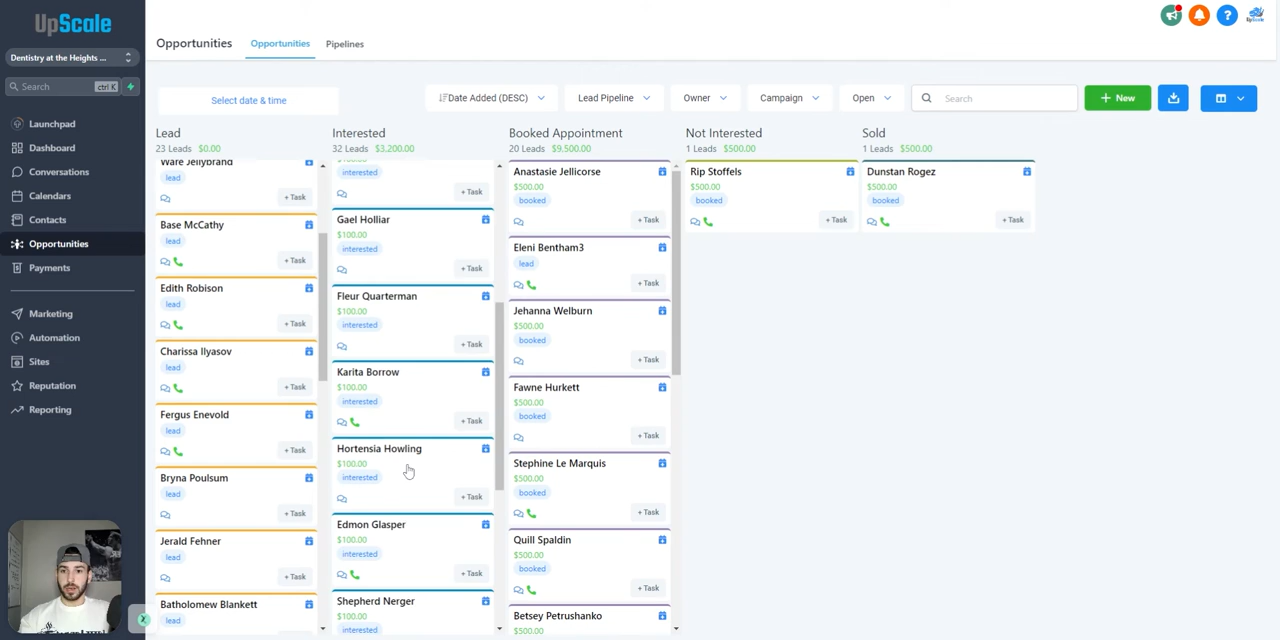 UpScale
Dentistry at the Heights ...
Search
ctrl K
Launchpad
Dashboard
Conversations
Calendars
Contacts
Opportunities
Payments
Marketing
Automation
Sites
Reputation
Reporting
Opportunities
Opportunities
Pipelines
Select date & time
Date Added (DESC)
Lead Pipeline
Owner
Campaign
Open
Search
+ New
Lead
23 Leads $0.00
Ware Jellybrand
lead
+ Task
Base McCathy
lead
+ Task
Edith Robison
lead
+ Task
Charissa Ilyasov
lead
+ Task
Fergus Enevold
lead
+ Task
Bryna Poulsum
lead
+ Task
Jerald Fehner
lead
+ Task
Batholomew Blankett
lead
Interested
32 Leads $3,200.00
$100.00
interested
+ Task
Gael Holliar
$100.00
interested
+ Task
Fleur Quarterman
$100.00
interested
+ Task
Karita Borrow
$100.00
interested
+ Task
Hortensia Howling
$100.00
interested
+ Task
Edmon Glasper
$100.00
interested
+ Task
Shepherd Nerger
$100.00
interested
Booked Appointment
20 Leads $9,500.00
Anastasie Jellicorse
$500.00
booked
+ Task
Eleni Bentham3
lead
+ Task
Jehanna Welburn
$500.00
booked
+ Task
Fawne Hurkett
$500.00
booked
+ Task
Stephine Le Marquis
$500.00
booked
+ Task
Quill Spaldin
$500.00
booked
+ Task
Betsey Petrushanko
$500.00
Not Interested
1 Leads $500.00
Rip Stoffels
$500.00
booked
+ Task
Sold
1 Leads $500.00
Dunstan Rogez
$500.00
booked
+ Task